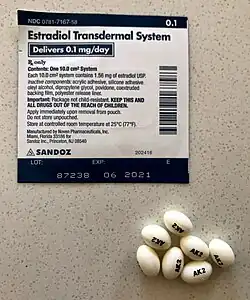 NDC 0781-7167-58 0.1
Estradiol Transdermal System
Delivers 0.1 mg/day
Rx only
Contents: One 10.0 cm² System
Each 10.0 cm² system contains 1.56 mg of estradiol USP.
Inactive components: acrylic adhesive, silicone adhesive
oleyl alcohol, dipropylene glycol, povidone, coextruded
backing film, polyester release liner.
Important: Package not child-resistant. KEEP THIS AND
ALL DRUGS OUT OF THE REACH OF CHILDREN.
Apply immediately upon removal from pouch.
Do not store unpouched.
Store at controlled room temperature at 25°C (77°F).
Manufactured by Noven Pharmaceuticals, Inc.
Miami, Florida 33186 for
Sandoz Inc., Princeton, NJ 08540
SANDOZ
LOT: EXP: E
87238 06 2021
AK2
AK2
AK2
AK2
AK2
AK2